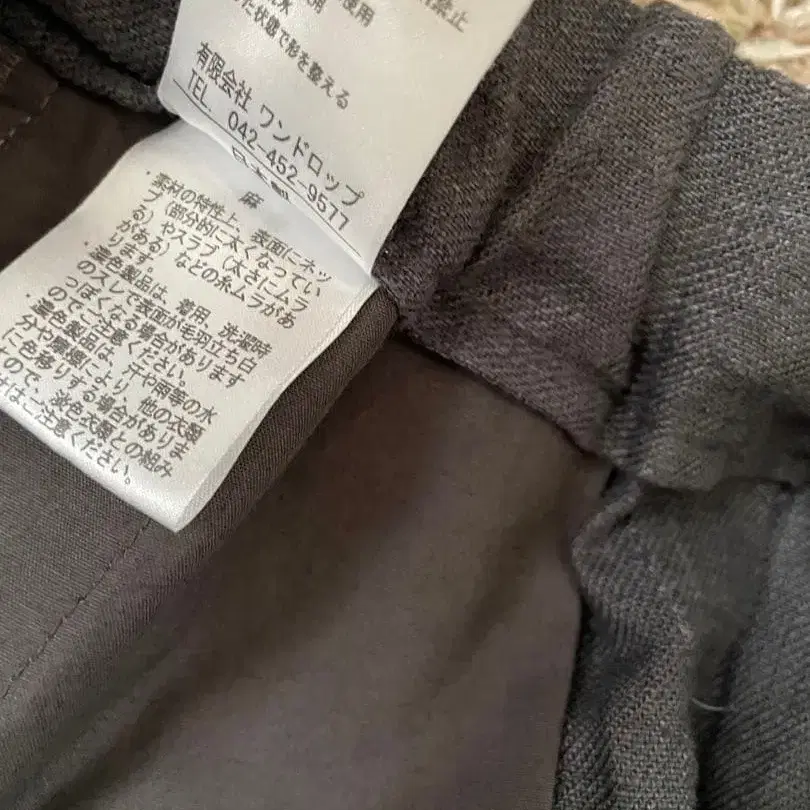 禁止
使用
た状態で形を整える
有限会社 ワンドロップ
TEL. 042-452-9577
日本製
麻
・素材の特性上、表面にネッ
プ(部分的に太くなってい
る)やスラブ(太さにムラ
がある)などの糸ムラがあ
ります。
・濃色製品は、着用、洗濯時
のスレで表面が毛羽立ち白
っぽくなる場合があります
のでご注意ください。
・濃色製品は、汗や雨等の水
分や摩擦により、他の衣類
に色移りする場合がありま
ので、淡色衣類との組み
はご注意ください。